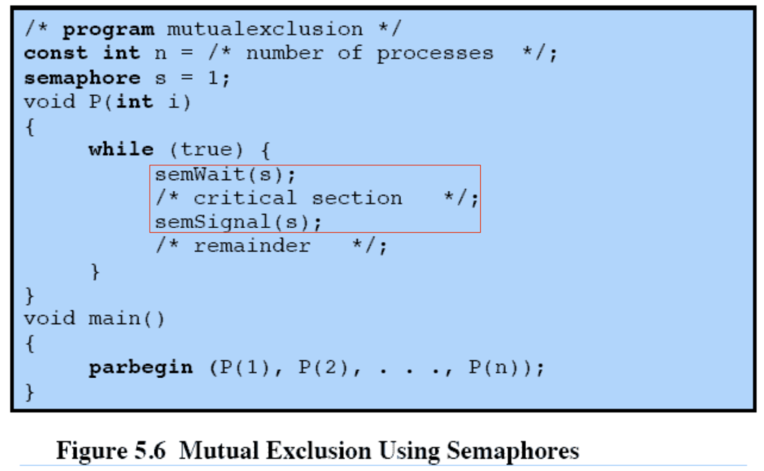 /* program mutualexclusion */
const int n = /* number of processes */;
semaphore s = 1;
void P(int i)
{
while (true) {
semWait(s);
/* critical section */;
semSignal(s);
/* remainder */;
}
}
void main()
{
parbegin (P(1), P(2), . . ., P(n));
}
Figure 5.6 Mutual Exclusion Using Semaphores